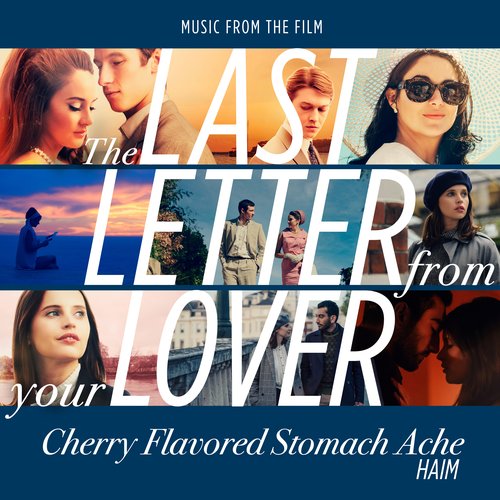 MUSIC FROM THE FILM
The LAST
LETTER from
your LOVER
Cherry Flavored Stomach Ache
HAIM